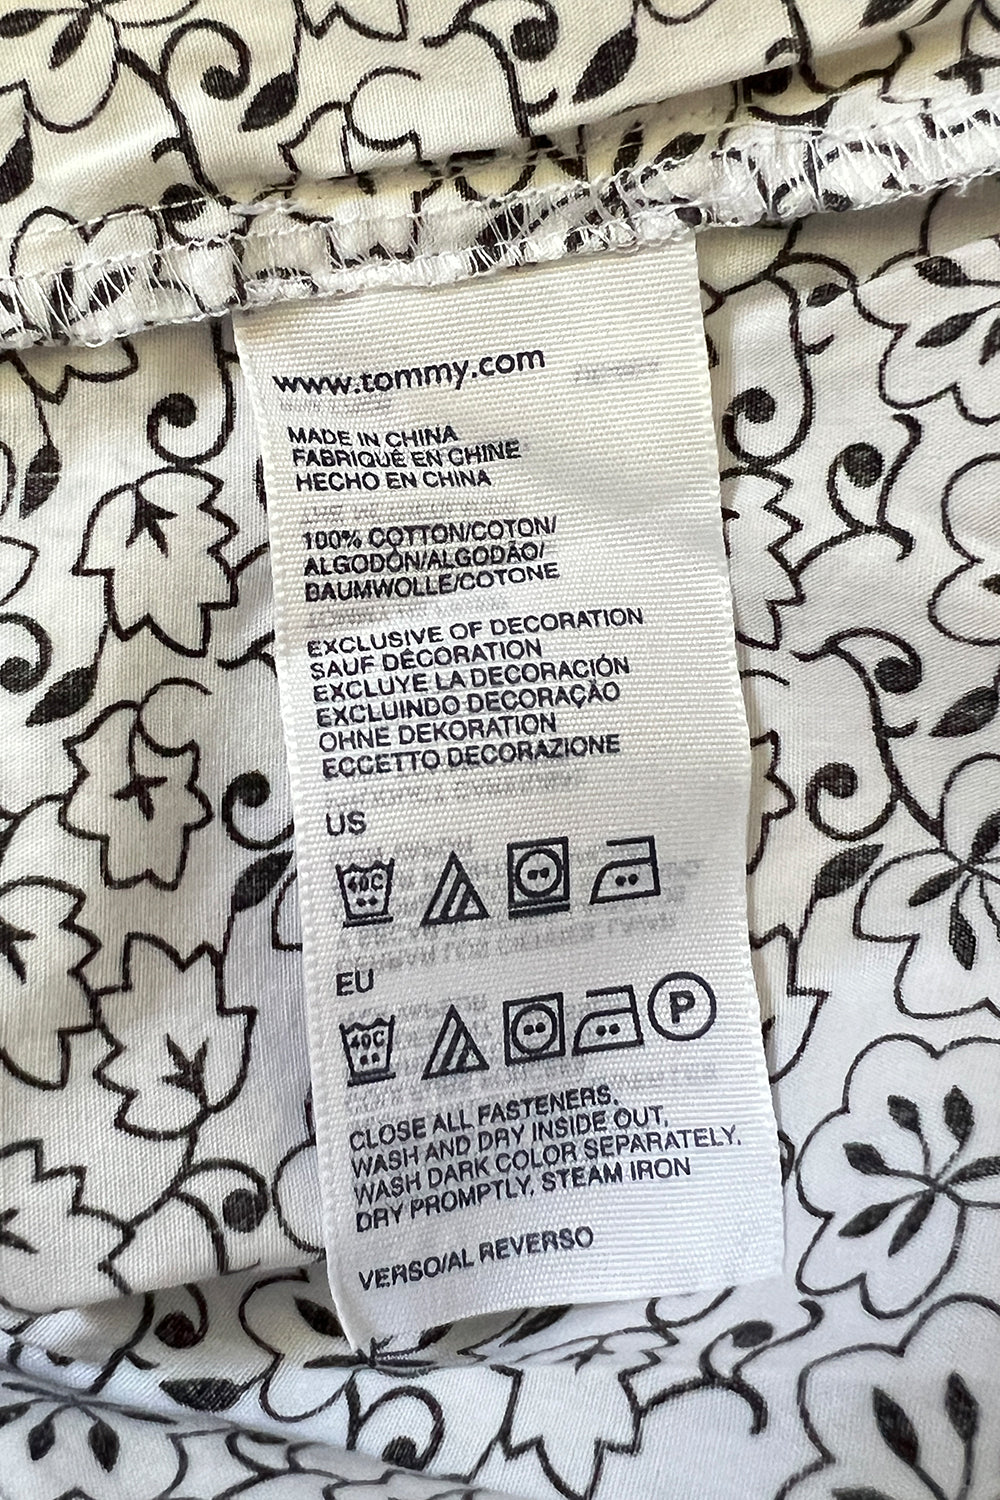 www.tommy.com
MADE IN CHINA
FABRIQUÉ EN CHINE
HECHO EN CHINA
100% COTTON/COTON/
ALGODÓN/ALGODÃO/
BAUMWOLLE/COTONE
EXCLUSIVE OF DECORATION
SAUF DÉCORATION
EXCLUYE LA DECORACIÓN
EXCLUINDO DECORAÇÃO
OHNE DEKORATION
ECCETTO DECORAZIONE
US
40C
EU
40C P
CLOSE ALL FASTENERS.
WASH AND DRY INSIDE OUT,
WASH DARK COLOR SEPARATELY.
DRY PROMPTLY, STEAM IRON
VERSO/AL REVERSO